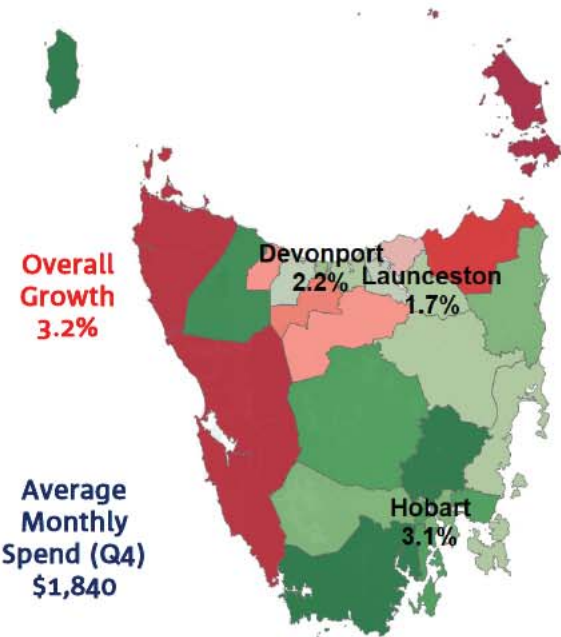 Devonport
2.2%
Launceston
1.7%
Overall
Growth
3.2%
Average
Monthly
Spend (Q4)
$1,840
Hobart
3.1%